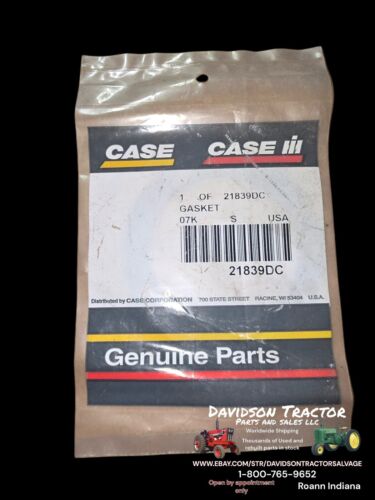 CASE CASE III
1 OF 21839DC
GASKET
07K S USA
21839DC
Distributed by CASE CORPORATION 700 STATE STREET RACINE, WI 53404 U.S.A.
Genuine Parts
DAVIDSON TRACTOR
PARTS AND SALES LLC
Worldwide Shipping
Thousands of Used and
rebuilt parts in stock
WWW.EBAY.COM/STR/DAVIDSONTRACTORSALVAGE
1-800-765-9652
Open by appointment
only
Roann Indiana